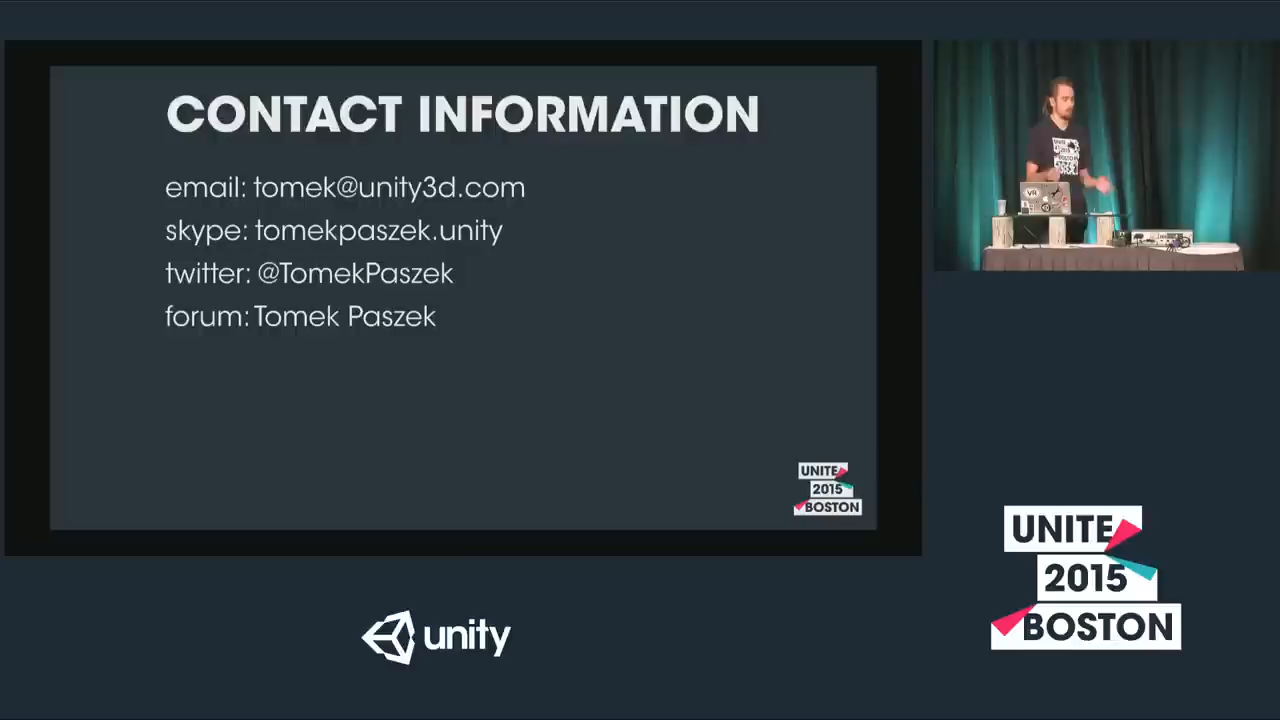 CONTACT INFORMATION
email: tomek@unity3d.com
skype: tomekpaszek.unity
twitter: @TomekPaszek
forum: Tomek Paszek
UNITE
2015
BOSTON
VR
UNITE
2015
BOSTON
unity